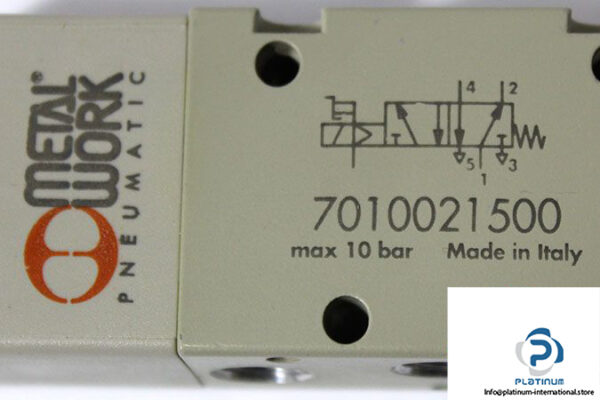 METAL
WORK®
PNEUMATIC
4 2
5 3
1
7010021500
max 10 bar Made in Italy
PLATINUM
Info@platinum-international.store